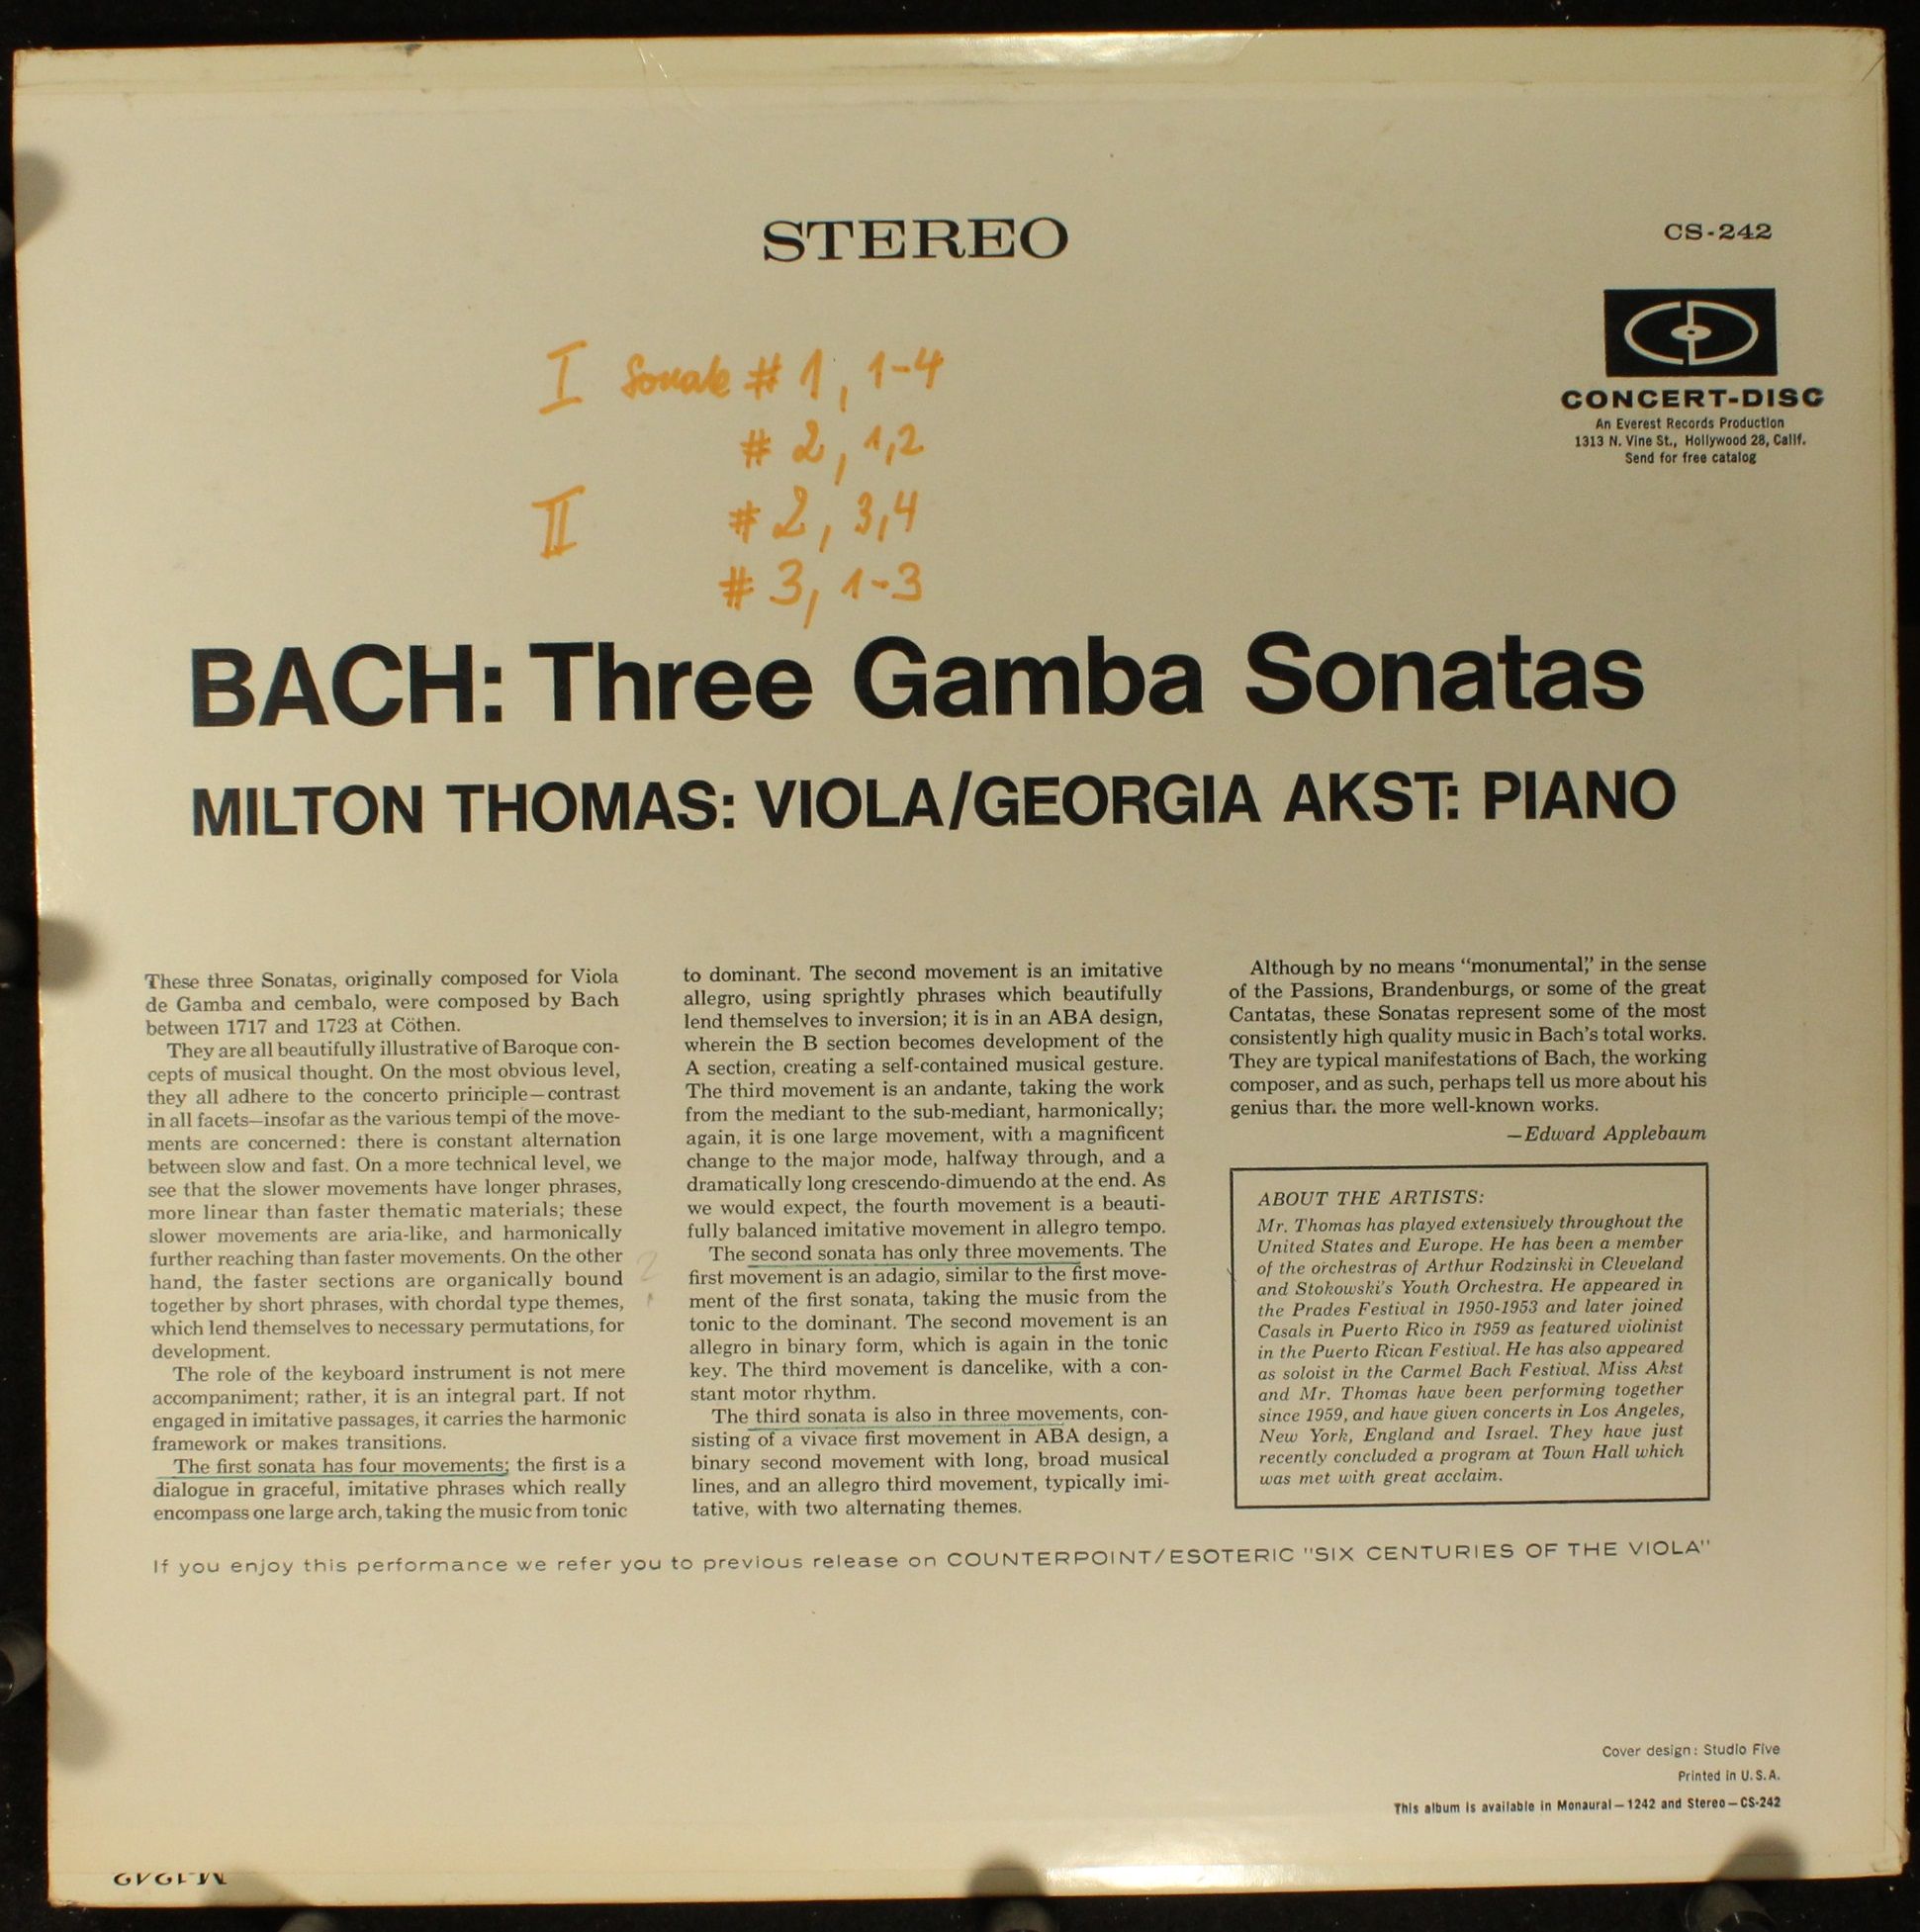 STEREO
CS-242
CONCERT-DISC
An Everest Records Production
1313 N. Vine St., Hollywood 28, Calif.
Send for free catalog
I Sonate # 1, 1-4
# 2, 1,2
II # 2, 3,4
# 3, 1-3
BACH: Three Gamba Sonatas
MILTON THOMAS: VIOLA/GEORGIA AKST: PIANO
These three Sonatas, originally composed for Viola
de Gamba and cembalo, were composed by Bach
between 1717 and 1723 at Cöthen.
They are all beautifully illustrative of Baroque con-
cepts of musical thought. On the most obvious level,
they all adhere to the concerto principle—contrast
in all facets—insofar as the various tempi of the move-
ments are concerned: there is constant alternation
between slow and fast. On a more technical level, we
see that the slower movements have longer phrases,
more linear than faster thematic materials; these
slower movements are aria-like, and harmonically
further reaching than faster movements. On the other
hand, the faster sections are organically bound
together by short phrases, with chordal type themes,
which lend themselves to necessary permutations, for
development.
The role of the keyboard instrument is not mere
accompaniment; rather, it is an integral part. If not
engaged in imitative passages, it carries the harmonic
framework or makes transitions.
The first sonata has four movements; the first is a
dialogue in graceful, imitative phrases which really
encompass one large arch, taking the music from tonic
to dominant. The second movement is an imitative
allegro, using sprightly phrases which beautifully
lend themselves to inversion; it is in an ABA design,
wherein the B section becomes development of the
A section, creating a self-contained musical gesture.
The third movement is an andante, taking the work
from the mediant to the sub-mediant, harmonically;
again, it is one large movement, with a magnificent
change to the major mode, halfway through, and a
dramatically long crescendo-dimuendo at the end. As
we would expect, the fourth movement is a beauti-
fully balanced imitative movement in allegro tempo.
The second sonata has only three movements. The
first movement is an adagio, similar to the first move-
ment of the first sonata, taking the music from the
tonic to the dominant. The second movement is an
allegro in binary form, which is again in the tonic
key. The third movement is dancelike, with a con-
stant motor rhythm.
The third sonata is also in three movements, con-
sisting of a vivace first movement in ABA design, a
binary second movement with long, broad musical
lines, and an allegro third movement, typically imi-
tative, with two alternating themes.
Although by no means "monumental," in the sense
of the Passions, Brandenburgs, or some of the great
Cantatas, these Sonatas represent some of the most
consistently high quality music in Bach's total works.
They are typical manifestations of Bach, the working
composer, and as such, perhaps tell us more about his
genius than the more well-known works.
—Edward Applebaum
ABOUT THE ARTISTS:
Mr. Thomas has played extensively throughout the
United States and Europe. He has been a member
of the orchestras of Arthur Rodzinski in Cleveland
and Stokowski's Youth Orchestra. He appeared in
the Prades Festival in 1950-1953 and later joined
Casals in Puerto Rico in 1959 as featured violinist
in the Puerto Rican Festival. He has also appeared
as soloist in the Carmel Bach Festival. Miss Akst
and Mr. Thomas have been performing together
since 1959, and have given concerts in Los Angeles,
New York, England and Israel. They have just
recently concluded a program at Town Hall which
was met with great acclaim.
If you enjoy this performance we refer you to previous release on COUNTERPOINT/ESOTERIC "SIX CENTURIES OF THE VIOLA"
Cover design: Studio Five
Printed in U.S.A.
This album is available in Monaural—1242 and Stereo—CS-242